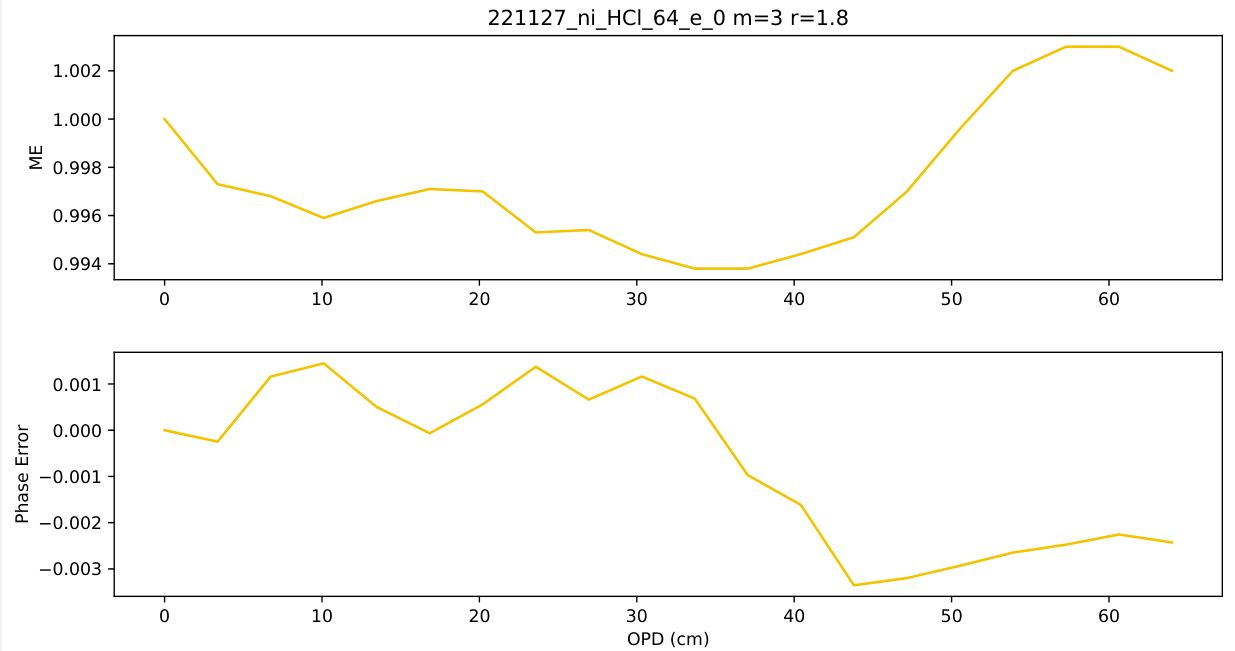 221127_ni_HCl_64_e_0 m=3 r=1.8
ME
1.002
1.000
0.998
0.996
0.994
0 10 20 30 40 50 60
Phase Error
0.001
0.000
−0.001
−0.002
−0.003
0 10 20 30 40 50 60
OPD (cm)